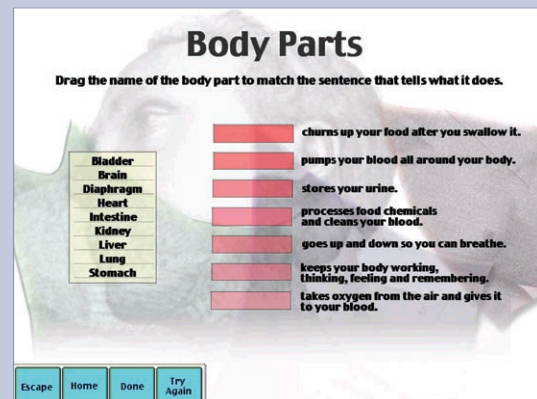 Body Parts
Drag the name of the body part to match the sentence that tells what it does.
churns up your food after you swallow it.
pumps your blood all around your body.
stores your urine.
processes food chemicals
and cleans your blood.
goes up and down so you can breathe.
keeps your body working,
thinking, feeling and remembering.
takes oxygen from the air and gives it
to your blood.
Bladder
Brain
Diaphragm
Heart
Intestine
Kidney
Liver
Lung
Stomach
Escape
Home
Done
Try
Again